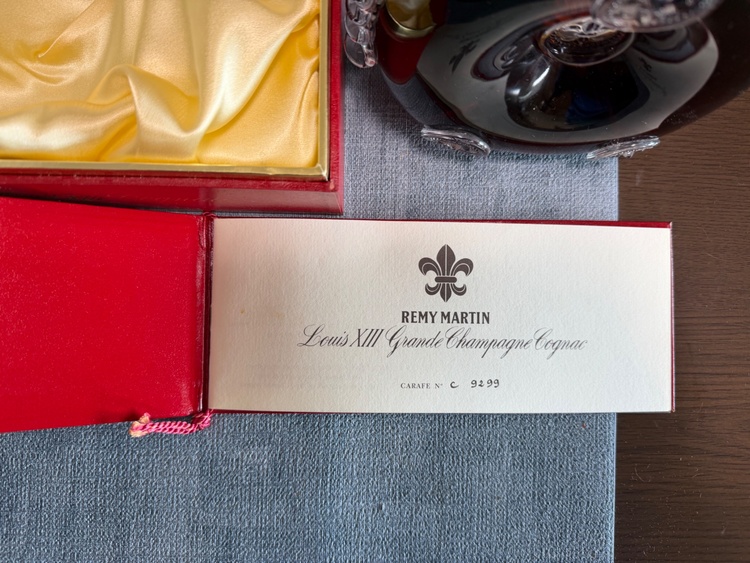 REMY MARTIN
Louis XIII Grande Champagne Cognac
CARAFE N° C 9299